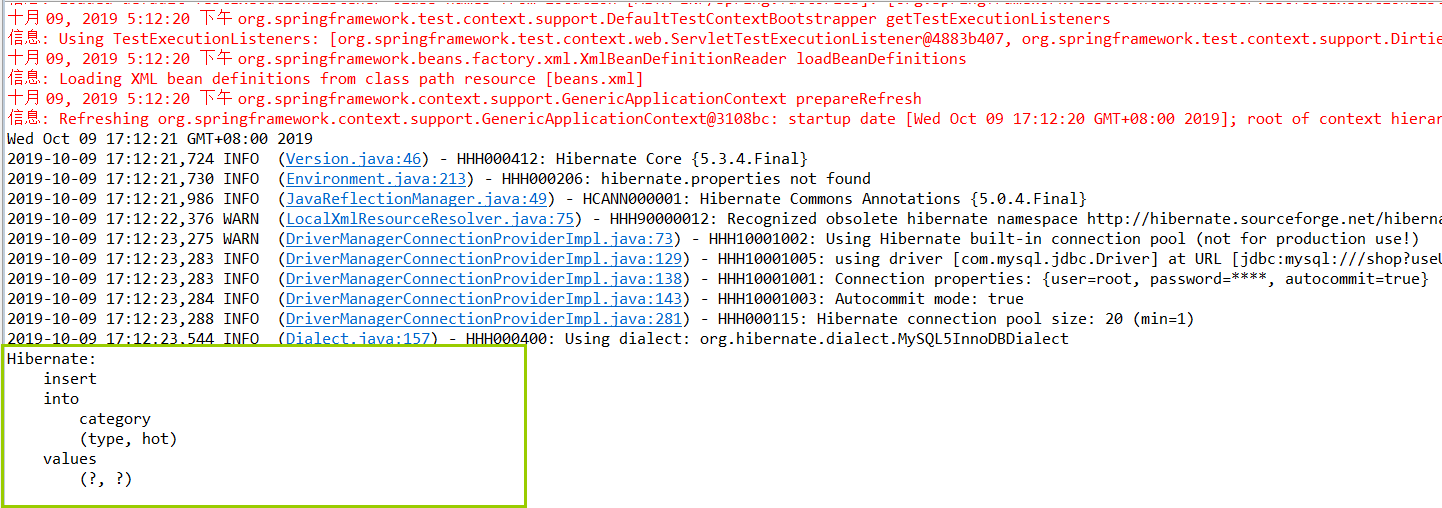 十月 09, 2019 5:12:20 下午 org.springframework.test.context.support.DefaultTestContextBootstrapper getTestExecutionListeners
信息: Using TestExecutionListeners: [org.springframework.test.context.web.ServletTestExecutionListener@4883b407, org.springframework.test.context.support.Dirtie
十月 09, 2019 5:12:20 下午 org.springframework.beans.factory.xml.XmlBeanDefinitionReader loadBeanDefinitions
信息: Loading XML bean definitions from class path resource [beans.xml]
十月 09, 2019 5:12:20 下午 org.springframework.context.support.GenericApplicationContext prepareRefresh
信息: Refreshing org.springframework.context.support.GenericApplicationContext@3108bc: startup date [Wed Oct 09 17:12:20 GMT+08:00 2019]; root of context hierar
Wed Oct 09 17:12:21 GMT+08:00 2019
2019-10-09 17:12:21,724 INFO  (Version.java:46) - HHH000412: Hibernate Core {5.3.4.Final}
2019-10-09 17:12:21,730 INFO  (Environment.java:213) - HHH000206: hibernate.properties not found
2019-10-09 17:12:21,986 INFO  (JavaReflectionManager.java:49) - HCANN000001: Hibernate Commons Annotations {5.0.4.Final}
2019-10-09 17:12:22,376 WARN  (LocalXmlResourceResolver.java:75) - HHH90000012: Recognized obsolete hibernate namespace http://hibernate.sourceforge.net/hiberna
2019-10-09 17:12:23,275 WARN  (DriverManagerConnectionProviderImpl.java:73) - HHH10001002: Using Hibernate built-in connection pool (not for production use!)
2019-10-09 17:12:23,283 INFO  (DriverManagerConnectionProviderImpl.java:129) - HHH10001005: using driver [com.mysql.jdbc.Driver] at URL [jdbc:mysql:///shop?useU
2019-10-09 17:12:23,283 INFO  (DriverManagerConnectionProviderImpl.java:138) - HHH10001001: Connection properties: {user=root, password=****, autocommit=true}
2019-10-09 17:12:23,284 INFO  (DriverManagerConnectionProviderImpl.java:143) - HHH10001003: Autocommit mode: true
2019-10-09 17:12:23,288 INFO  (DriverManagerConnectionProviderImpl.java:281) - HHH000115: Hibernate connection pool size: 20 (min=1)
2019-10-09 17:12:23,544 INFO  (Dialect.java:157) - HHH000400: Using dialect: org.hibernate.dialect.MySQL5InnoDBDialect
Hibernate:
    insert
    into
        category
        (type, hot)
    values
        (?, ?)